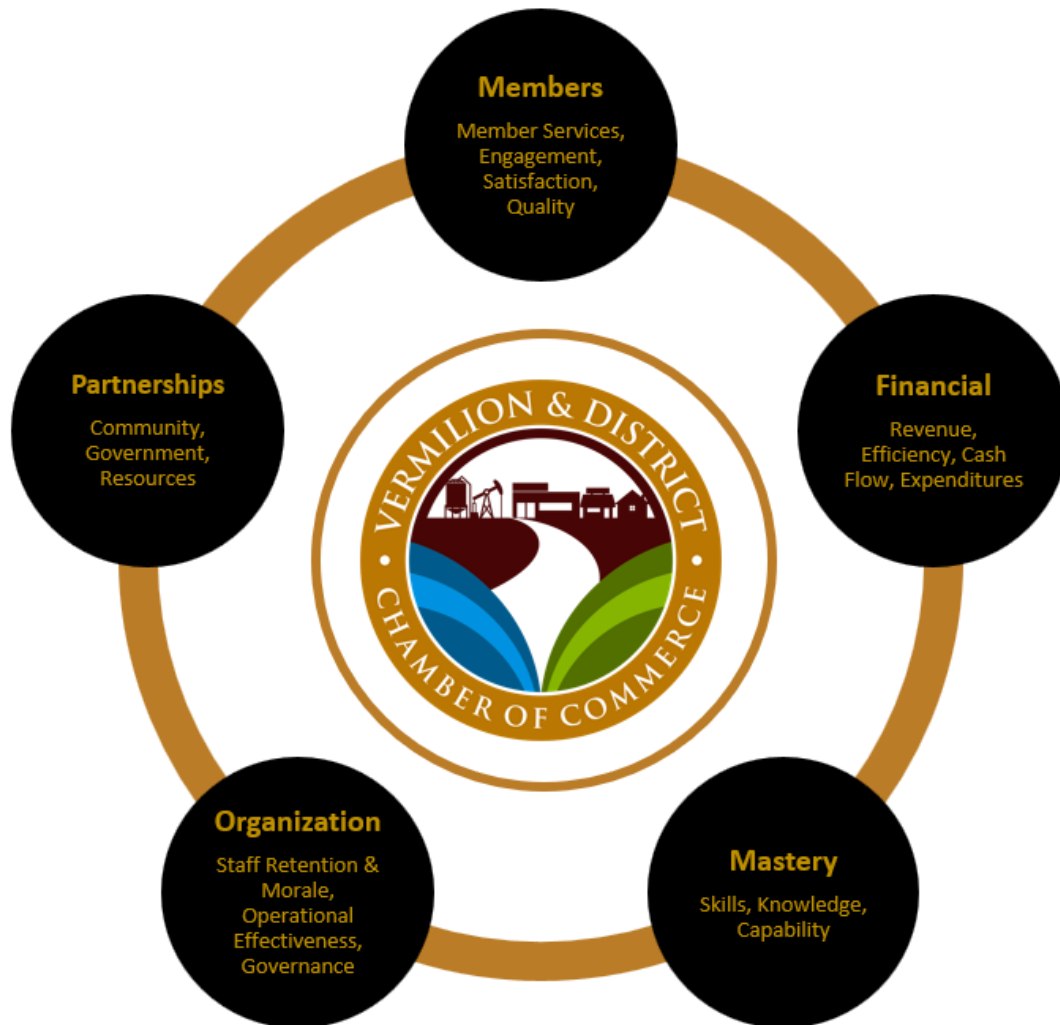 Members
Member Services,
Engagement,
Satisfaction,
Quality
Partnerships
Community,
Government,
Resources
Financial
Revenue,
Efficiency, Cash
Flow, Expenditures
VERMILION & DISTRICT
CHAMBER OF COMMERCE
Organization
Staff Retention &
Morale,
Operational
Effectiveness,
Governance
Mastery
Skills, Knowledge,
Capability